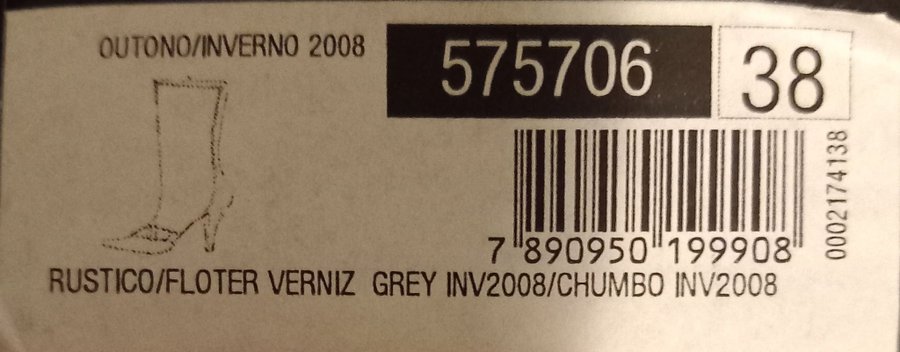 OUTONO/INVERNO 2008
575706
38
7 890950 199908
0002174138
RUSTICO/FLOTER VERNIZ GREY INV2008/CHUMBO INV2008